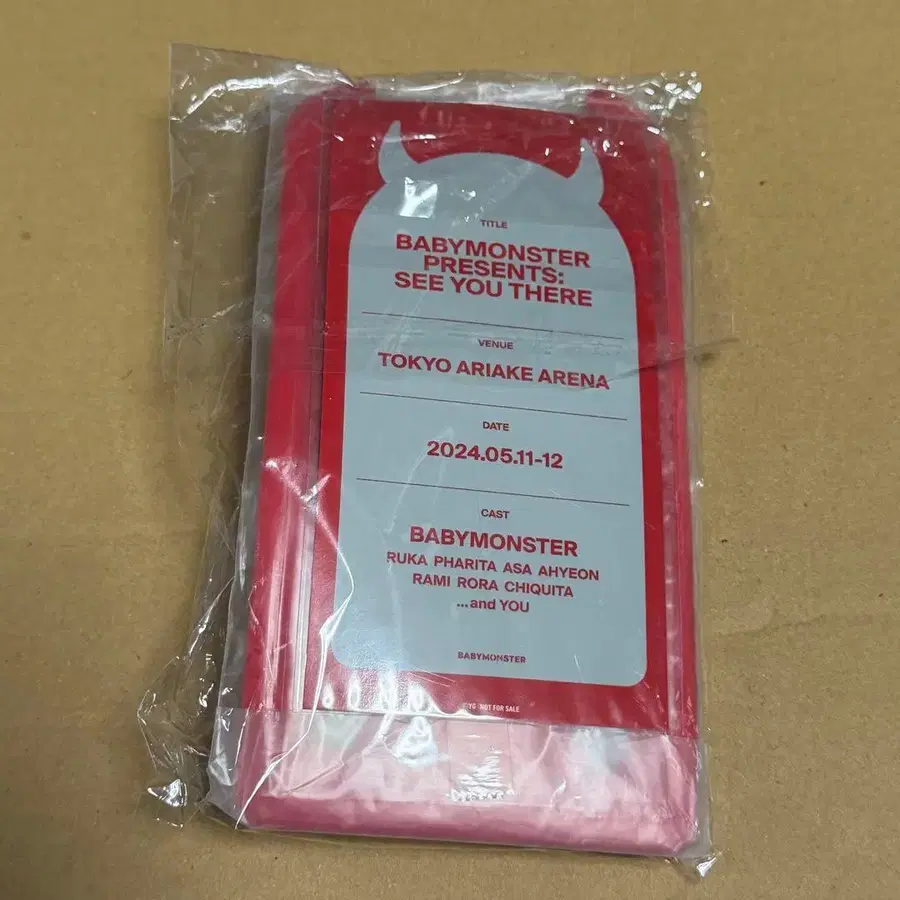 TITLE
BABYMONSTER
PRESENTS:
SEE YOU THERE
VENUE
TOKYO ARIAKE ARENA
DATE
2024.05.11-12
CAST
BABYMONSTER
RUKA PHARITA ASA AHYEON
RAMI RORA CHIQUITA
...and YOU
BABYMONSTER
YG NOT FOR SALE